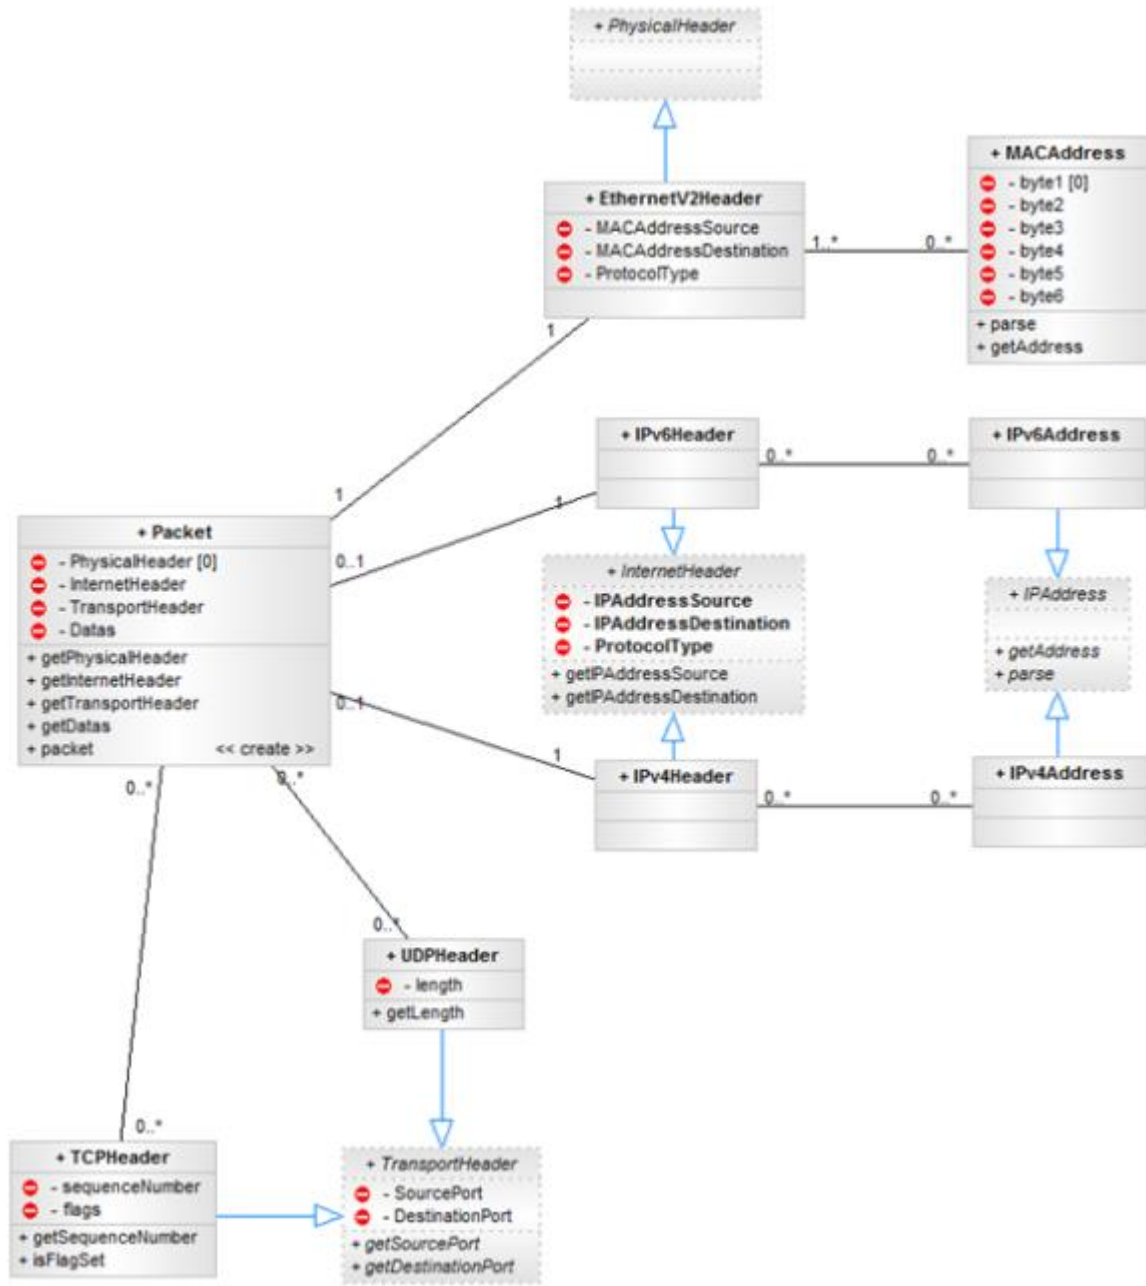 + PhysicalHeader
+ MACAddress
- byte1 [0]
- byte2
- byte3
- byte4
- byte5
- byte6
+ parse
+ getAddress
+ EthernetV2Header
- MACAddressSource
- MACAddressDestination
- ProtocolType
1..*
0..*
1
1
+ IPv6Header
0..*
0..*
+ IPv6Address
1
0..1
+ Packet
- PhysicalHeader [0]
- InternetHeader
- TransportHeader
- Datas
+ getPhysicalHeader
+ getInternetHeader
+ getTransportHeader
+ getDatas
+ packet << create >>
+ InternetHeader
- IPAddressSource
- IPAddressDestination
- ProtocolType
+ getIPAddressSource
+ getIPAddressDestination
+ IPAddress
+ getAddress
+ parse
0..1
1
+ IPv4Header
0..*
0..*
+ IPv4Address
0..*
0..*
0..*
+ UDPHeader
- length
+ getLength
0..*
+ TCPHeader
- sequenceNumber
- flags
+ getSequenceNumber
+ isFlagSet
+ TransportHeader
- SourcePort
- DestinationPort
+ getSourcePort
+ getDestinationPort